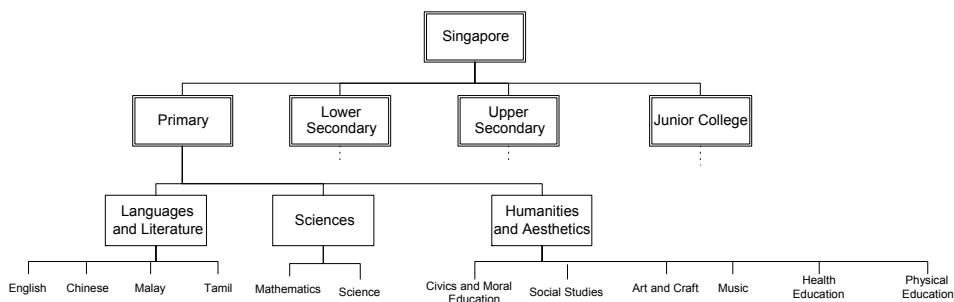 Singapore
Primary
Lower
Secondary
Upper
Secondary
Junior College
Languages
and Literature
Sciences
Humanities
and Aesthetics
English
Chinese
Malay
Tamil
Mathematics
Science
Civics and Moral
Education
Social Studies
Art and Craft
Music
Health
Education
Physical
Education